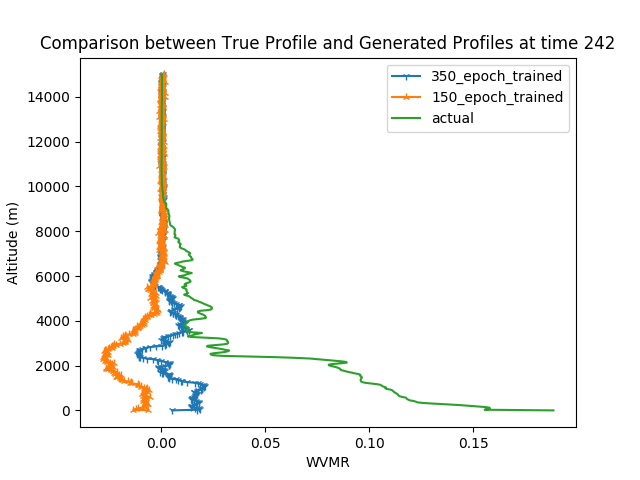 Comparison between True Profile and Generated Profiles at time 242
350_epoch_trained
150_epoch_trained
actual
14000
12000
10000
8000
6000
4000
2000
0
Altitude (m)
0.00
0.05
0.10
0.15
WVMR